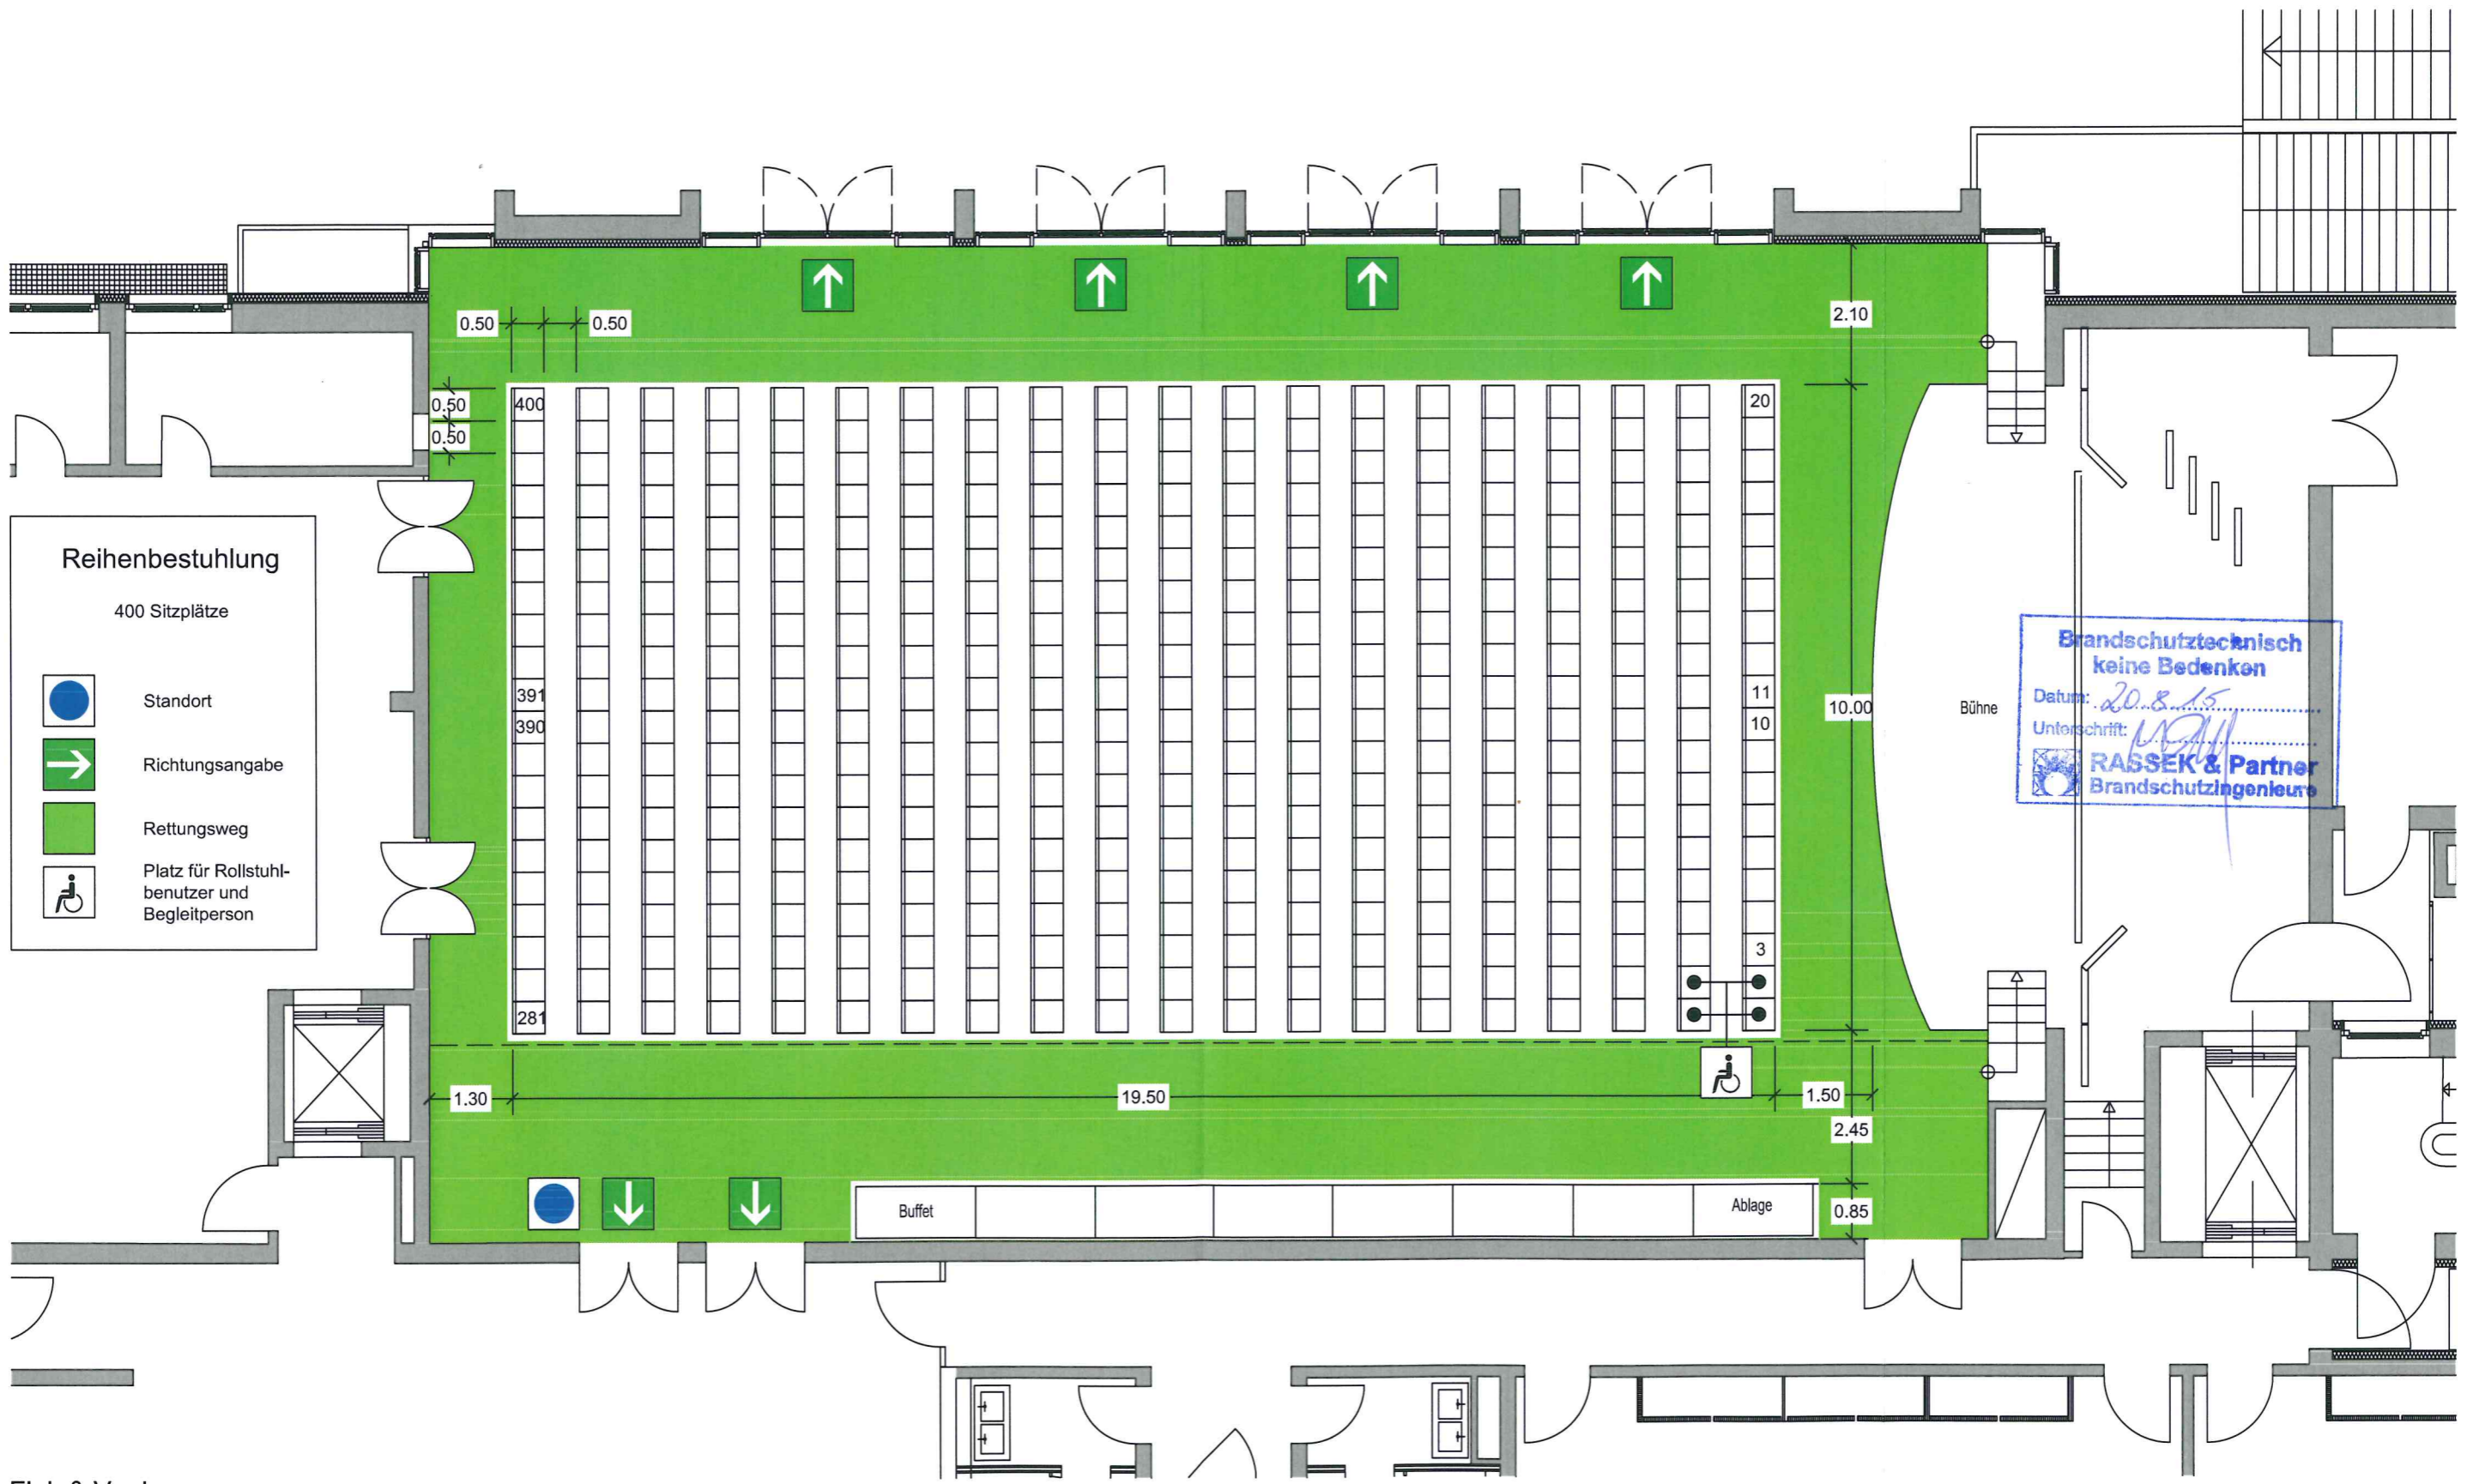 0.50
0.50
2.10
0.50
0.50
400
20
Reihenbestuhlung
400 Sitzplätze
Standort
Richtungsangabe
Rettungsweg
Platz für Rollstuhl-
benutzer und
Begleitperson
391
390
281
11
10
3
10.00
Bühne
Brandschutztechnisch
keine Bedenken
Datum: 20.8.15
Unterschrift:
RASSEK & Partner
Brandschutzingenieure
1.30
19.50
1.50
2.45
0.85
Buffet
Ablage